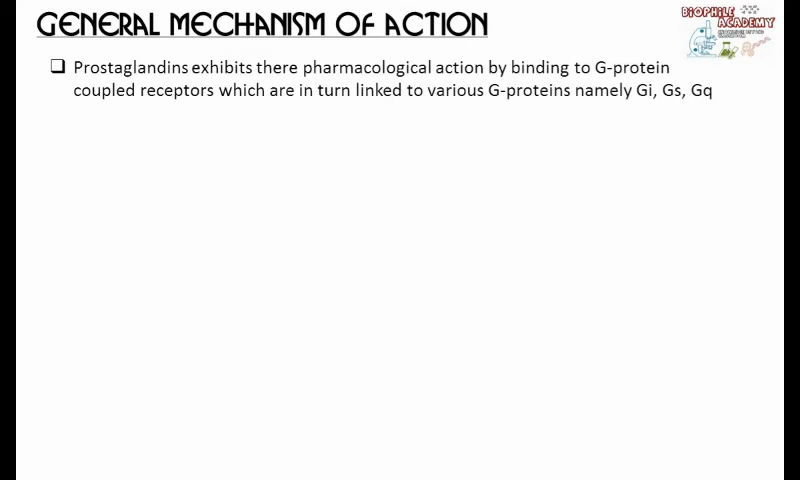 GENERAL MECHANISM OF ACTION
BiOPHiLE
ACADEMY
Prostaglandins exhibits there pharmacological action by binding to G-protein
coupled receptors which are in turn linked to various G-proteins namely Gi, Gs, Gq